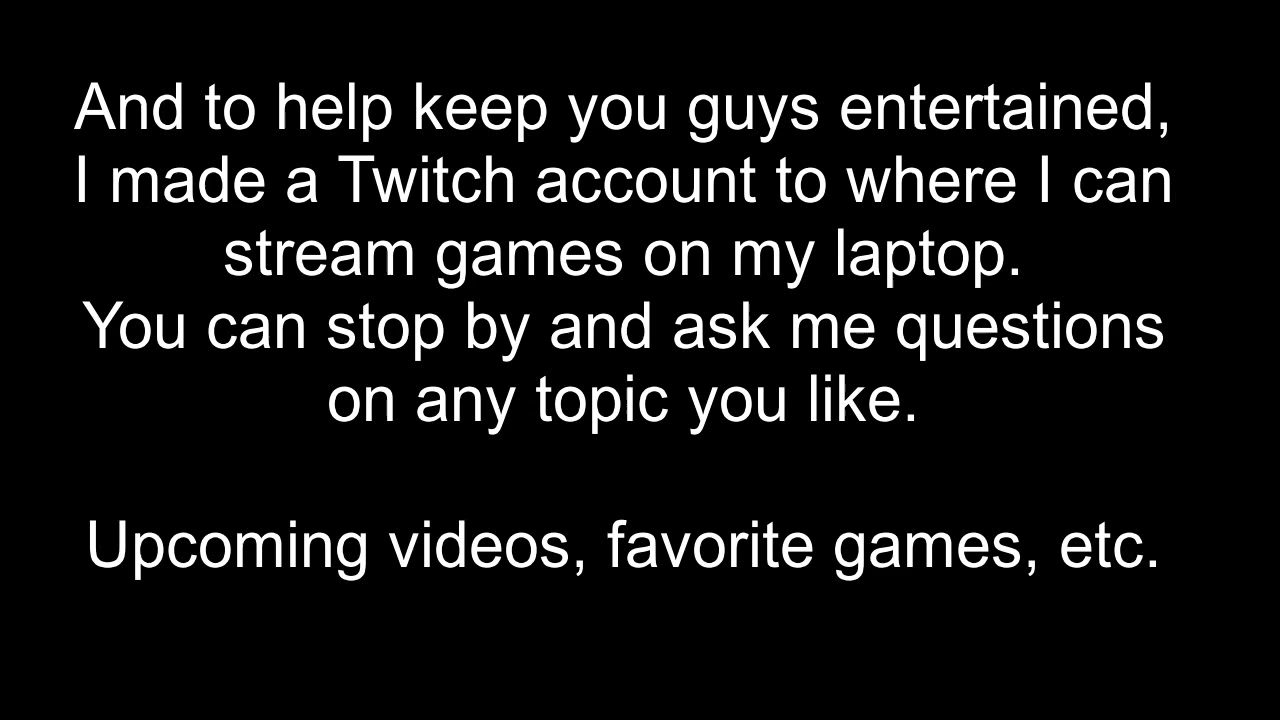 And to help keep you guys entertained,
I made a Twitch account to where I can
stream games on my laptop.
You can stop by and ask me questions
on any topic you like.
Upcoming videos, favorite games, etc.